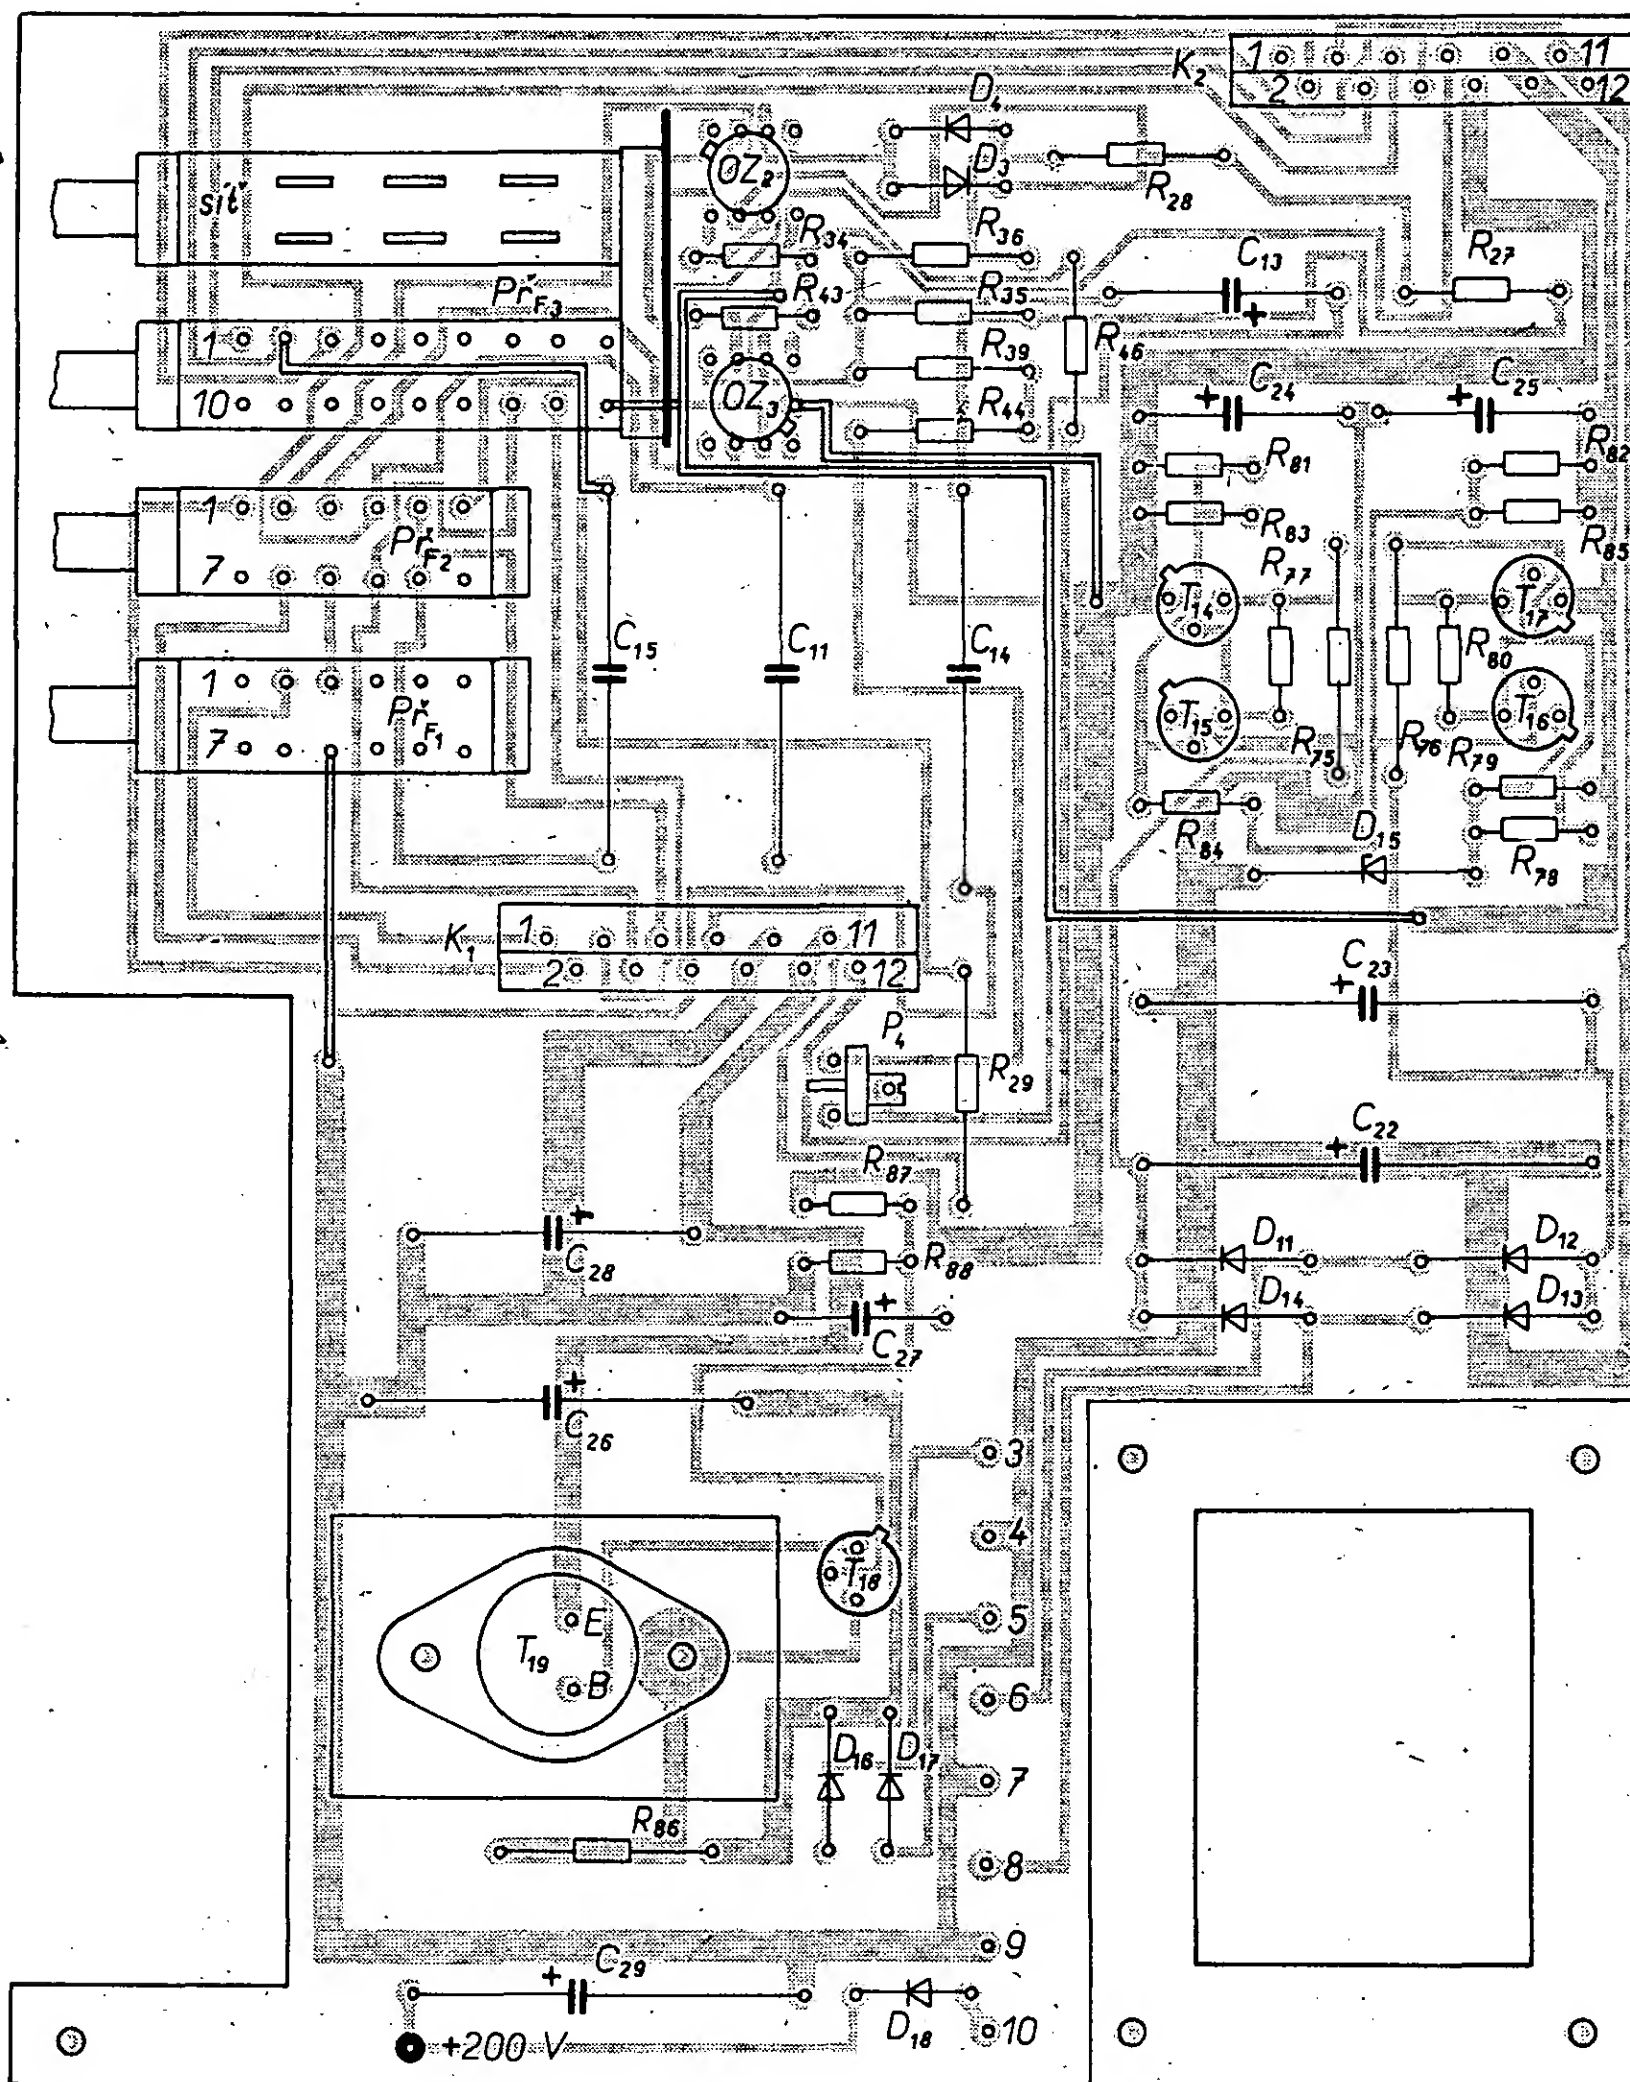 K₂ 1 11
2 12
D₄
síť OZ₂ D₃
R₂₈
R₃₄ R₃₆ C₁₃ R₂₇
Př_F3 R₄₃ R₃₅
1 R₃₉ R₄₆
10 OZ₃ + C₂₄ + C₂₅
R₄₄ R₈₁ R₈₂
1 Př_F2 R₈₃ R₈₅
7 R₇₇
T₁₄ T₁₇
C₁₅ C₁₁ C₁₄ R₈₀
1 Př_F1 T₁₅ T₁₆
7 R₇₅ R₇₆ R₇₉
R₈₄ D₁₅ R₇₈
K₁ 1 11
2 12
+ C₂₃
P₄
R₂₉
+ C₂₂
R₈₇
+ D₁₁ D₁₂
C₂₈ R₈₈
D₁₄ D₁₃
+ C₂₇
+ C₂₆
3
4
T₁₈
5
E
T₁₉
B 6
D₁₆ D₁₇ 7
R₈₆
8
9
+ C₂₉
D₁₈ 10
+200 V